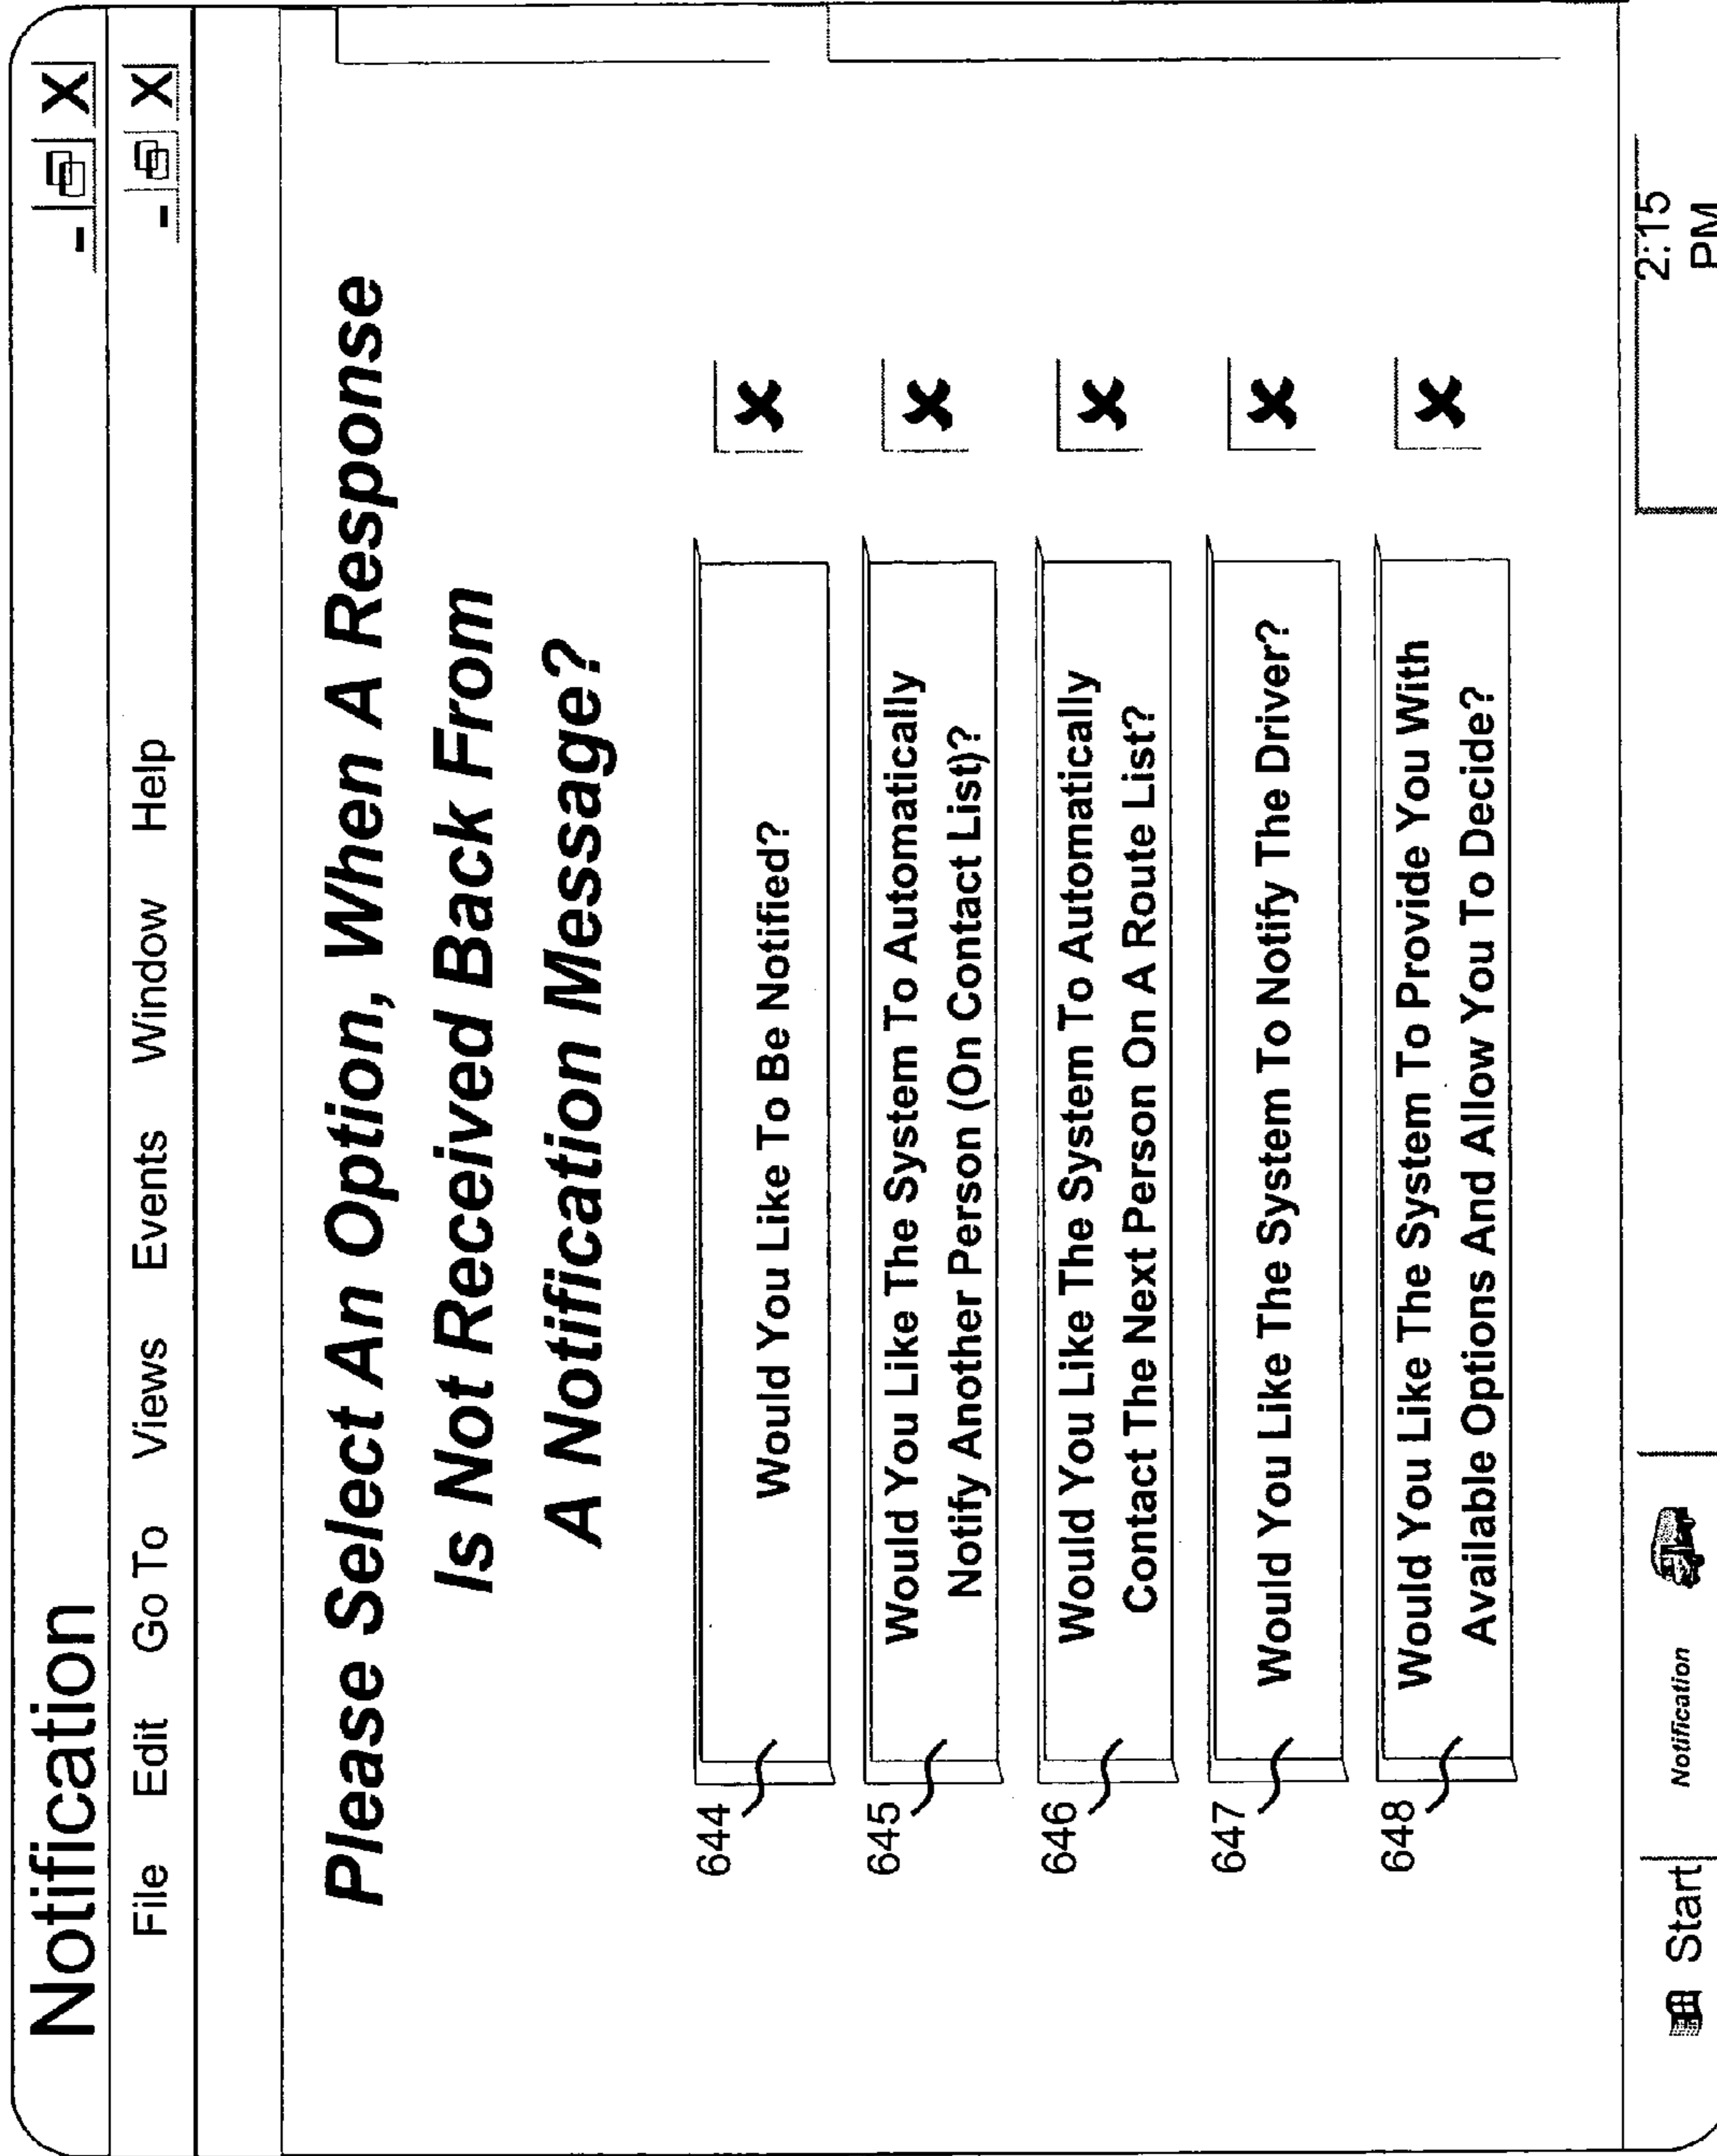 Notification
File Edit Go To Views Events Window Help
Please Select An Option, When A Response
Is Not Received Back From
A Notification Message?
644
Would You Like To Be Notified?
645
Would You Like The System To Automatically
Notify Another Person (On Contact List)?
646
Would You Like The System To Automatically
Contact The Next Person On A Route List?
647
Would You Like The System To Notify The Driver?
648
Would You Like The System To Provide You With
Available Options And Allow You To Decide?
Start
Notification
2:15
PM